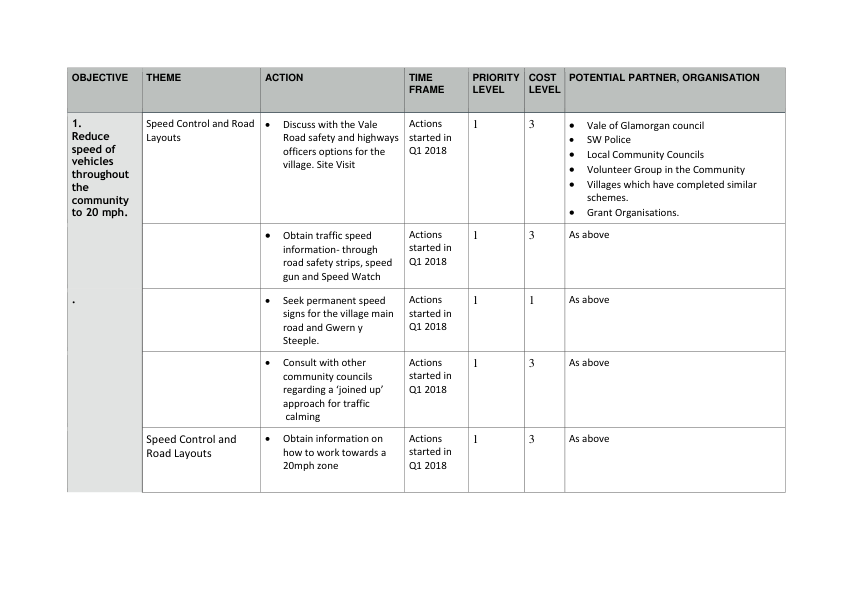 OBJECTIVE THEME ACTION TIME FRAME PRIORITY LEVEL COST LEVEL POTENTIAL PARTNER, ORGANISATION
1.
Reduce
speed of
vehicles
throughout
the
community
to 20 mph.
Speed Control and Road
Layouts
• Discuss with the Vale
Road safety and highways
officers options for the
village. Site Visit
Actions
started in
Q1 2018
1
3
• Vale of Glamorgan council
• SW Police
• Local Community Councils
• Volunteer Group in the Community
• Villages which have completed similar
schemes.
• Grant Organisations.
• Obtain traffic speed
information- through
road safety strips, speed
gun and Speed Watch
Actions
started in
Q1 2018
1
3
As above
.
• Seek permanent speed
signs for the village main
road and Gwern y
Steeple.
Actions
started in
Q1 2018
1
1
As above
• Consult with other
community councils
regarding a ‘joined up’
approach for traffic
calming
Actions
started in
Q1 2018
1
3
As above
Speed Control and
Road Layouts
• Obtain information on
how to work towards a
20mph zone
Actions
started in
Q1 2018
1
3
As above